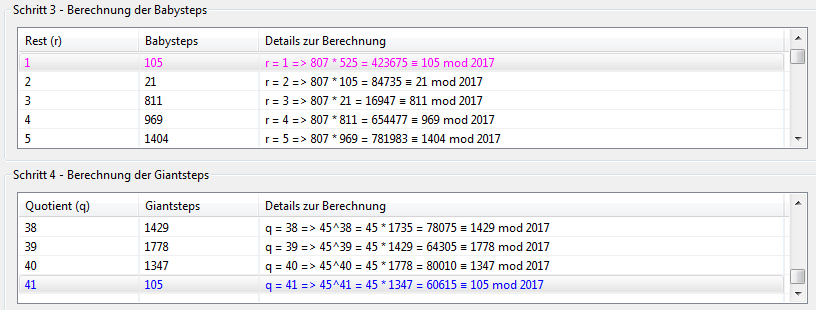 Schritt 3 - Berechnung der Babysteps
Rest (r) Babysteps Details zur Berechnung
1 105 r = 1 => 807 * 525 = 423675 ≡ 105 mod 2017
2 21 r = 2 => 807 * 105 = 84735 ≡ 21 mod 2017
3 811 r = 3 => 807 * 21 = 16947 ≡ 811 mod 2017
4 969 r = 4 => 807 * 811 = 654477 ≡ 969 mod 2017
5 1404 r = 5 => 807 * 969 = 781983 ≡ 1404 mod 2017
Schritt 4 - Berechnung der Giantsteps
Quotient (q) Giantsteps Details zur Berechnung
38 1429 q = 38 => 45^38 = 45 * 1735 = 78075 ≡ 1429 mod 2017
39 1778 q = 39 => 45^39 = 45 * 1429 = 64305 ≡ 1778 mod 2017
40 1347 q = 40 => 45^40 = 45 * 1778 = 80010 ≡ 1347 mod 2017
41 105 q = 41 => 45^41 = 45 * 1347 = 60615 ≡ 105 mod 2017